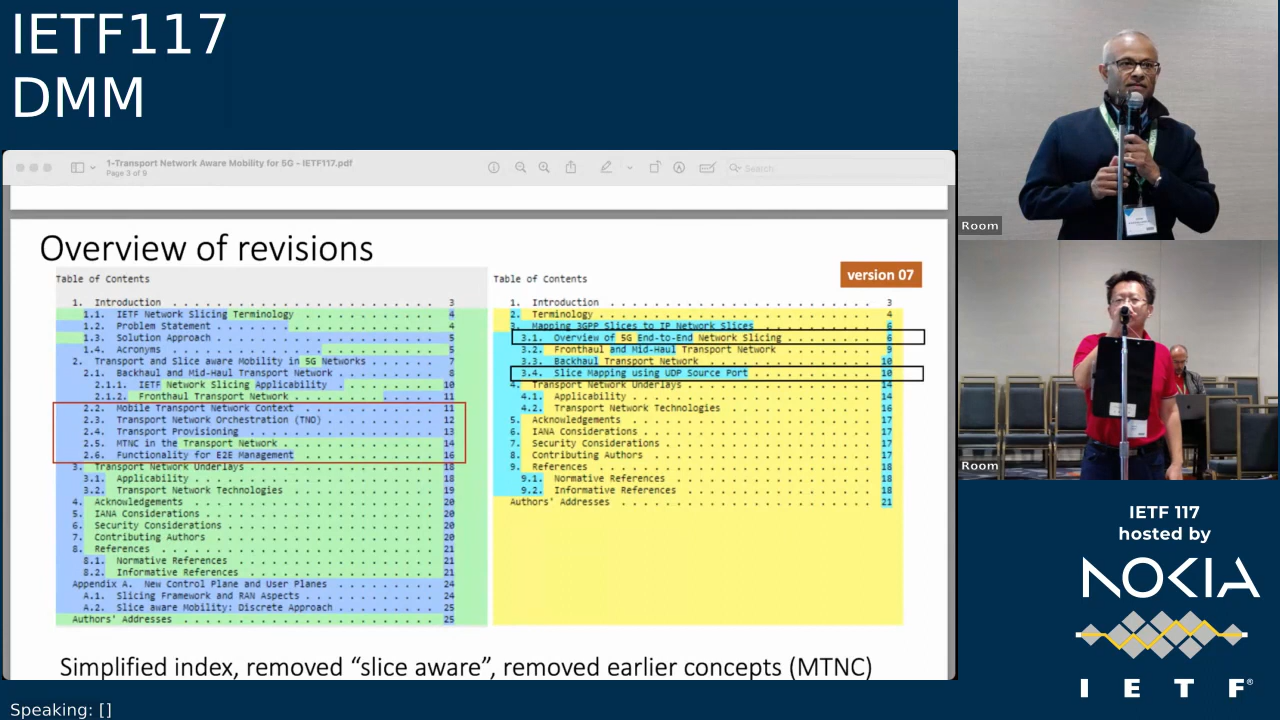 IETF117
DMM
1-Transport Network Aware Mobility for 5G - IETF117.pdf
Page 3 of 9
Search
Overview of revisions
version 07
Table of Contents
1. Introduction . . . . . . . . . . . . . . . . . . . . . . . . 3
1.1. IETF Network Slicing Terminology . . . . . . . . . . . . 4
1.2. Problem Statement . . . . . . . . . . . . . . . . . . . . 4
1.3. Solution Approach . . . . . . . . . . . . . . . . . . . . 5
1.4. Acronyms . . . . . . . . . . . . . . . . . . . . . . . . 5
2. Transport and Slice aware Mobility in 5G Networks . . . . . . 7
2.1. Backhaul and Mid-Haul Transport Network . . . . . . . . . 8
2.1.1. IETF Network Slicing Applicability . . . . . . . . . 10
2.1.2. Fronthaul Transport Network . . . . . . . . . . . . . 11
2.2. Mobile Transport Network Context . . . . . . . . . . . . 11
2.3. Transport Network Orchestration (TNO) . . . . . . . . . . 12
2.4. Transport Provisioning . . . . . . . . . . . . . . . . . 13
2.5. MTNC in the Transport Network . . . . . . . . . . . . . . 14
2.6. Functionality for E2E Management . . . . . . . . . . . . 16
3. Transport Network Underlays . . . . . . . . . . . . . . . . . 18
3.1. Applicability . . . . . . . . . . . . . . . . . . . . . . 18
3.2. Transport Network Technologies . . . . . . . . . . . . . 19
4. Acknowledgements . . . . . . . . . . . . . . . . . . . . . . 20
5. IANA Considerations . . . . . . . . . . . . . . . . . . . . . 20
6. Security Considerations . . . . . . . . . . . . . . . . . . . 20
7. Contributing Authors . . . . . . . . . . . . . . . . . . . . 20
8. References . . . . . . . . . . . . . . . . . . . . . . . . . 21
8.1. Normative References . . . . . . . . . . . . . . . . . . 21
8.2. Informative References . . . . . . . . . . . . . . . . . 21
Appendix A. New Control Plane and User Planes . . . . . . . . . . 24
A.1. Slicing Framework and RAN Aspects . . . . . . . . . . . . 24
A.2. Slice aware Mobility: Discrete Approach . . . . . . . . . 25
Authors' Addresses . . . . . . . . . . . . . . . . . . . . . . . 25
Table of Contents
1. Introduction . . . . . . . . . . . . . . . . . . . . . . . . 3
2. Terminology . . . . . . . . . . . . . . . . . . . . . . . . . 4
3. Mapping 3GPP Slices to IP Network Slices . . . . . . . . . . 6
3.1. Overview of 5G End-to-End Network Slicing . . . . . . . . 6
3.2. Fronthaul and Mid-Haul Transport Network . . . . . . . . 9
3.3. Backhaul Transport Network . . . . . . . . . . . . . . . 10
3.4. Slice Mapping using UDP Source Port . . . . . . . . . . . 10
4. Transport Network Underlays . . . . . . . . . . . . . . . . . 14
4.1. Applicability . . . . . . . . . . . . . . . . . . . . . . 14
4.2. Transport Network Technologies . . . . . . . . . . . . . 16
5. Acknowledgements . . . . . . . . . . . . . . . . . . . . . . 17
6. IANA Considerations . . . . . . . . . . . . . . . . . . . . . 17
7. Security Considerations . . . . . . . . . . . . . . . . . . . 17
8. Contributing Authors . . . . . . . . . . . . . . . . . . . . 17
9. References . . . . . . . . . . . . . . . . . . . . . . . . . 18
9.1. Normative References . . . . . . . . . . . . . . . . . . 18
9.2. Informative References . . . . . . . . . . . . . . . . . 18
Authors' Addresses . . . . . . . . . . . . . . . . . . . . . . . 21
Simplified index, removed “slice aware”, removed earlier concepts (MTNC)
Speaking: []
Room
Room
IETF 117
hosted by
NOKIA
IETF®